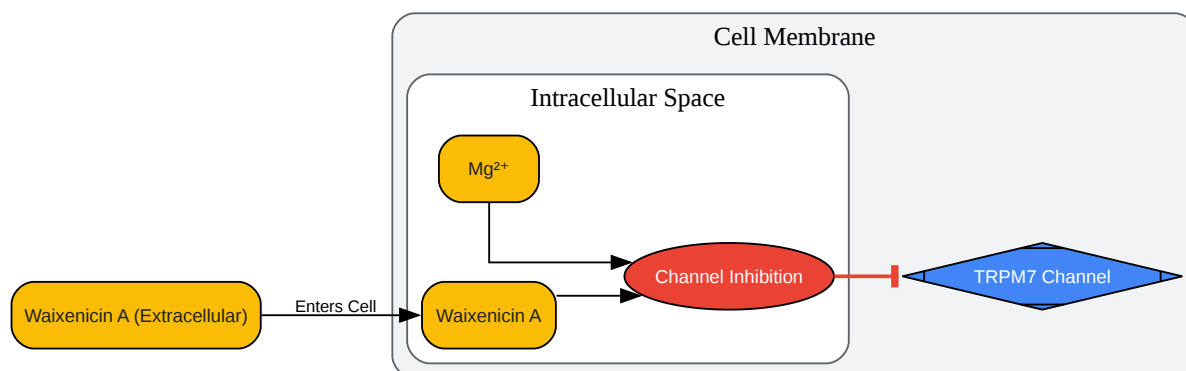 Cell Membrane
Intracellular Space
Mg²⁺
Channel Inhibition
TRPM7 Channel
Waixenicin A (Extracellular)
Enters Cell
Waixenicin A